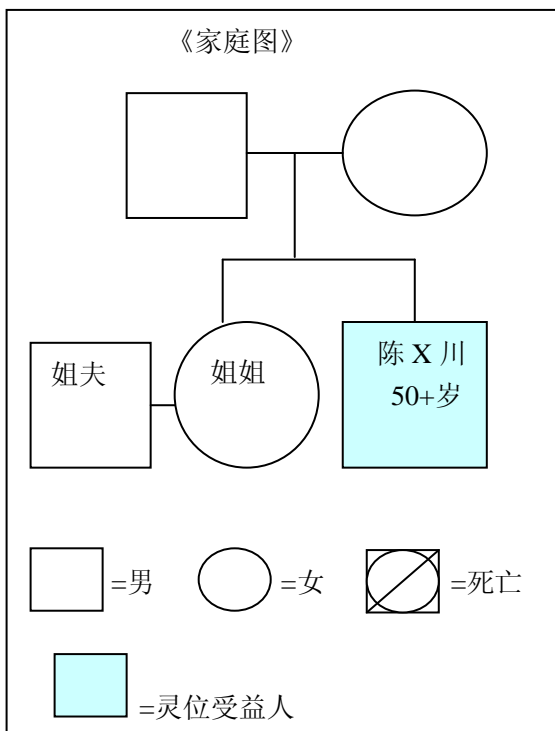 《家庭图》
姐夫
姐姐
陈 X 川
50+岁
=男
=女
=死亡
=灵位受益人